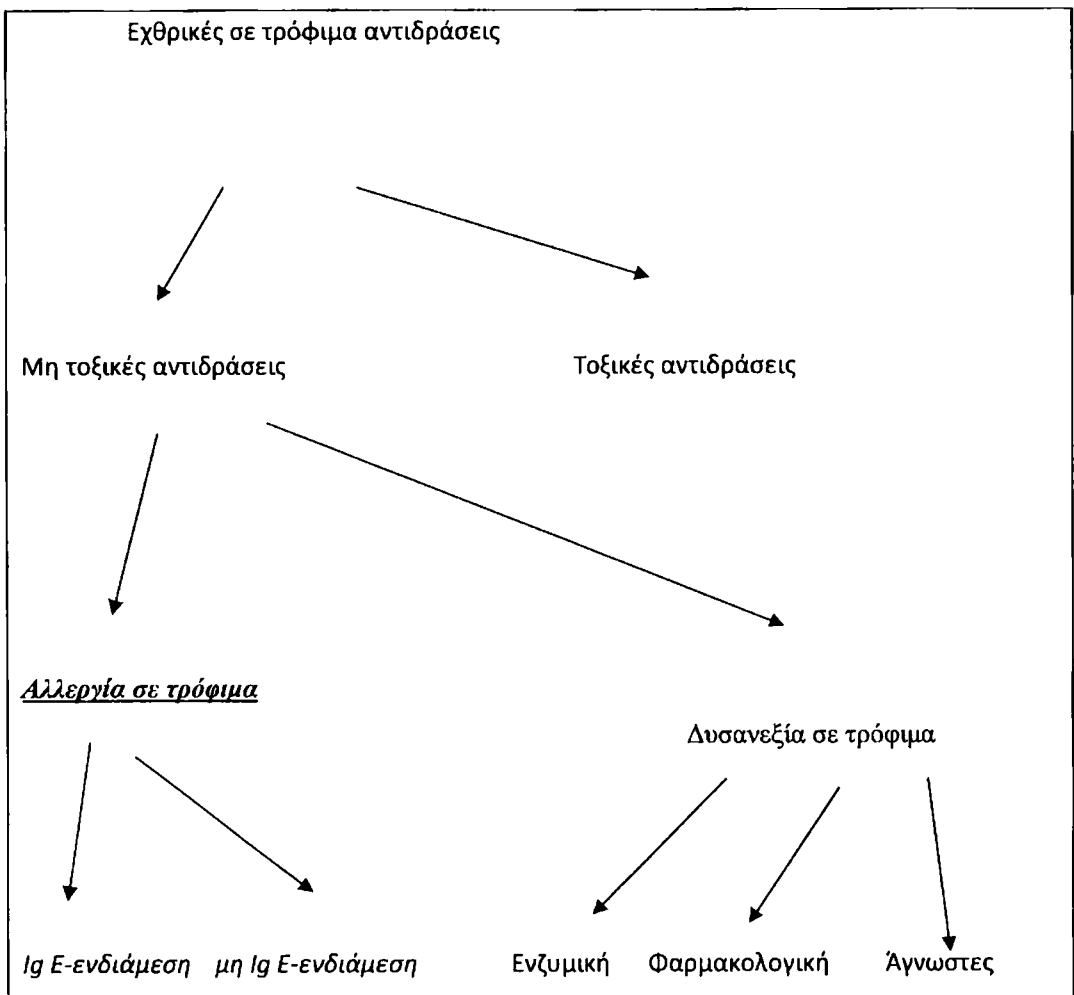 Εχθρικές σε τρόφιμα αντιδράσεις
Μη τοξικές αντιδράσεις Τοξικές αντιδράσεις
Αλλεργία σε τρόφιμα
Δυσανεξία σε τρόφιμα
Ig E-ενδιάμεση μη Ig E-ενδιάμεση Ενζυμική Φαρμακολογική Άγνωστες